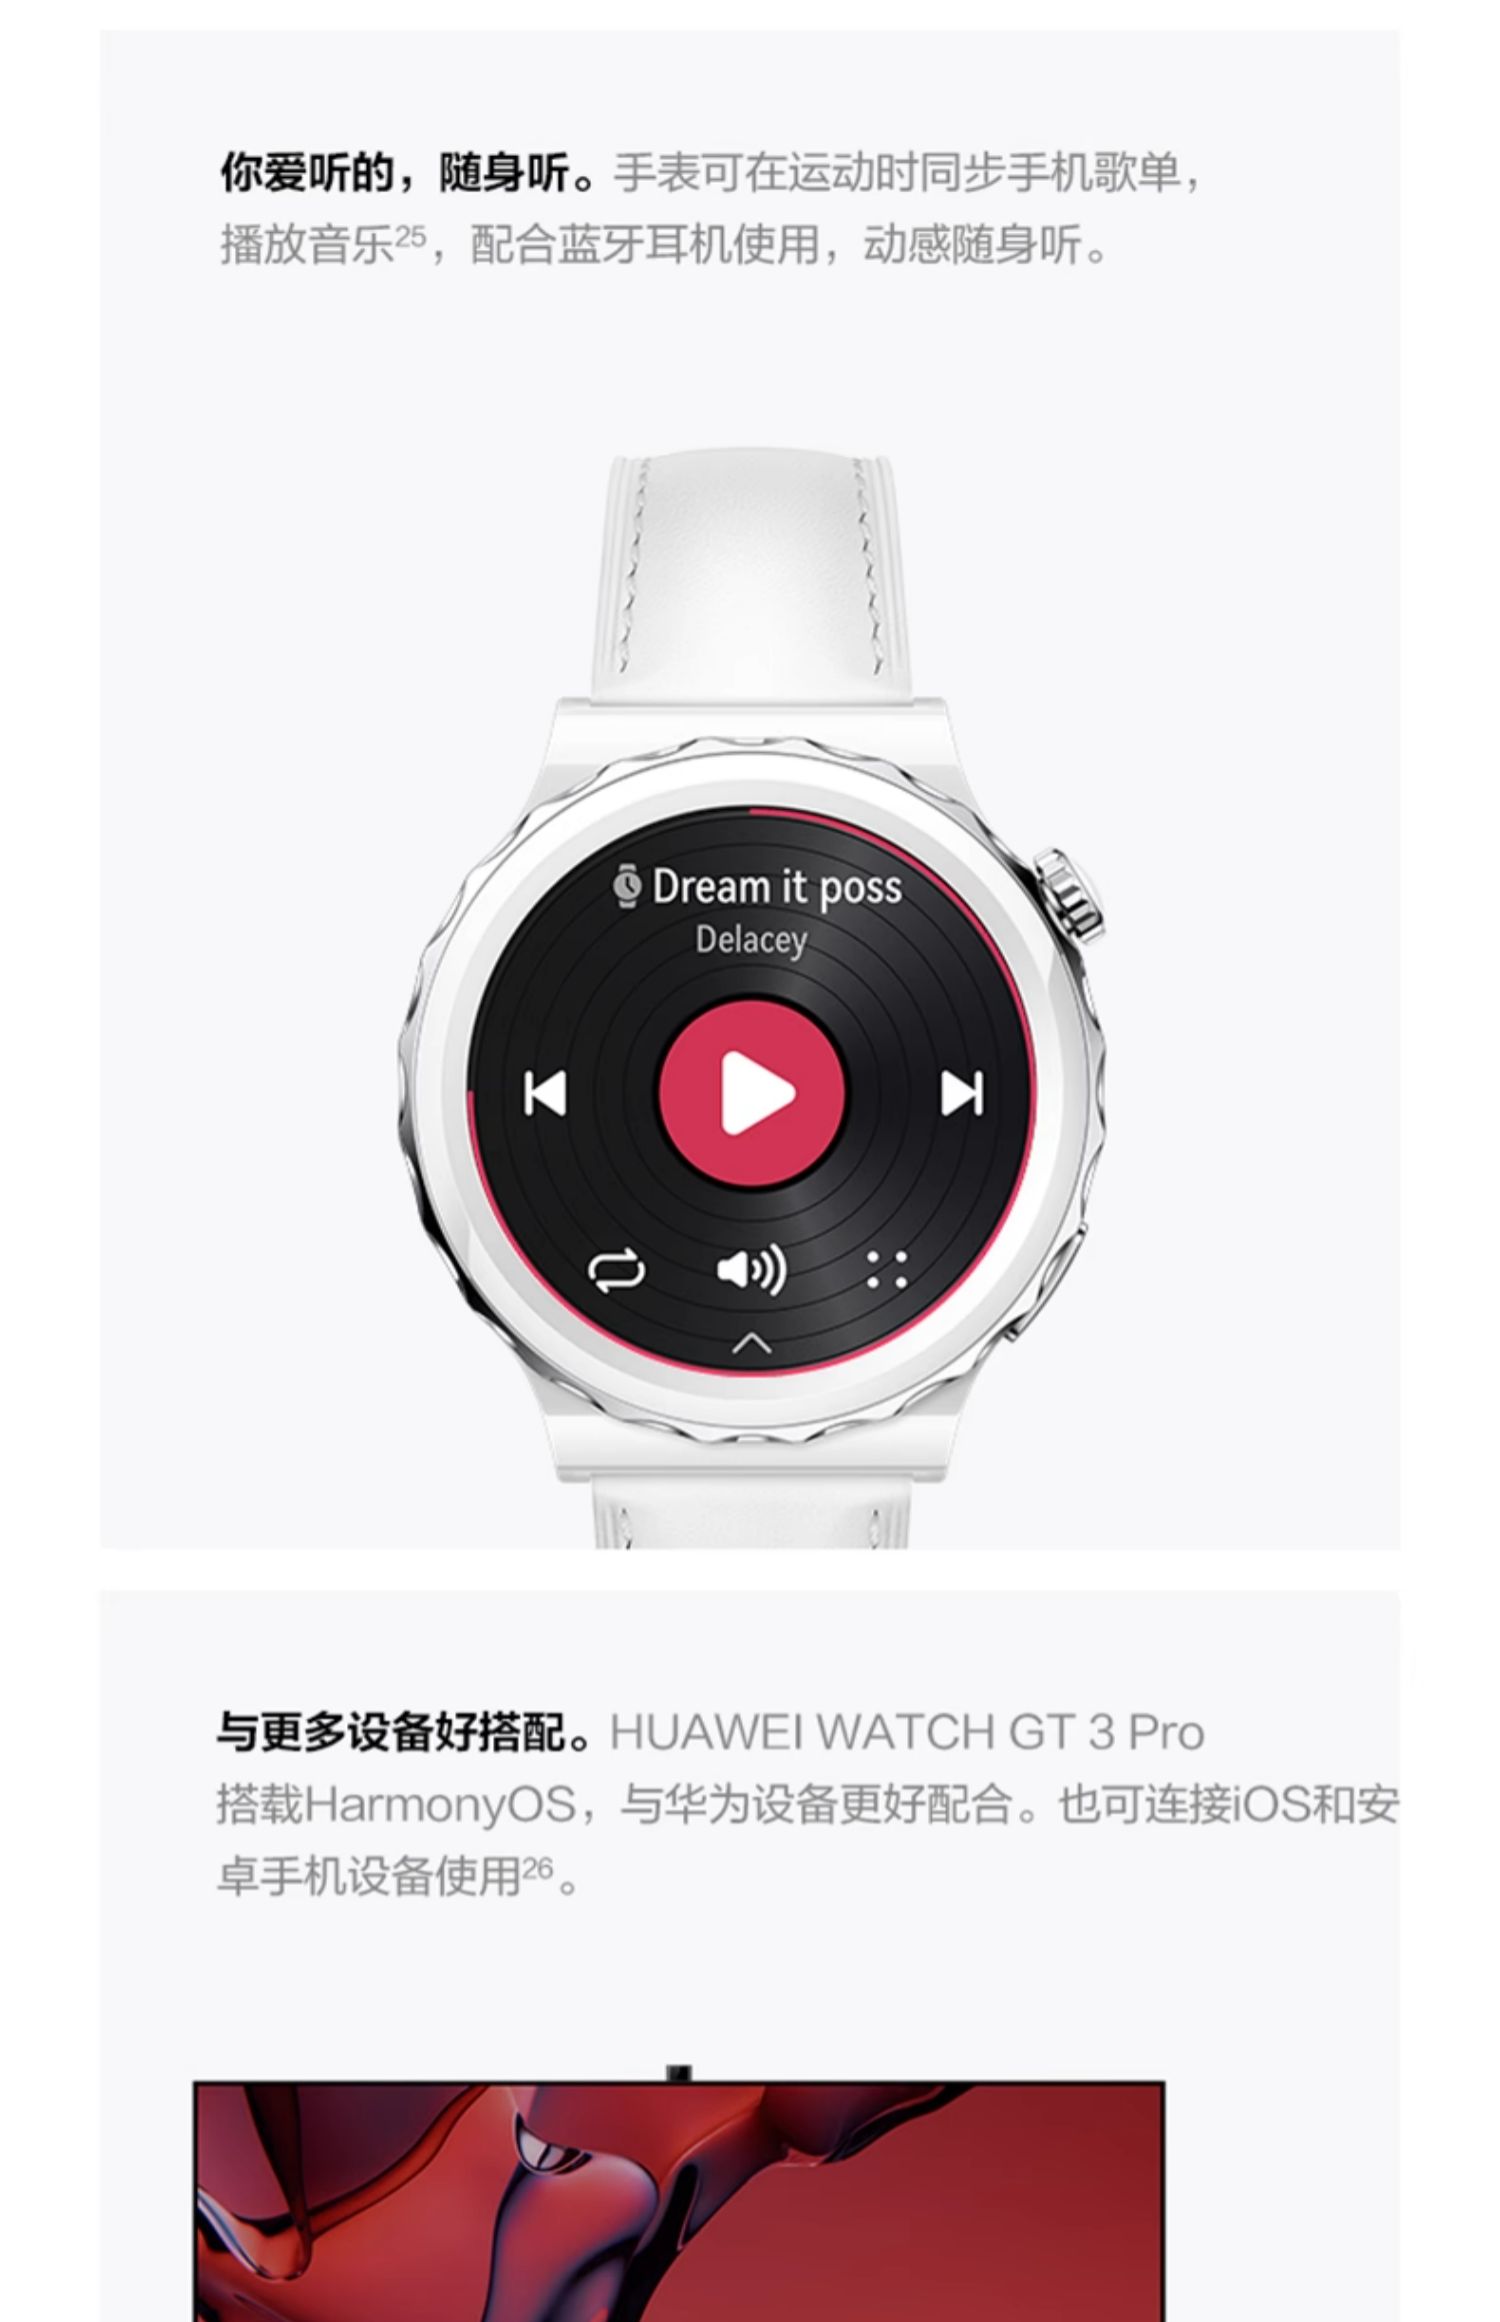 你爱听的，随身听。手表可在运动时同步手机歌单，
播放音乐25，配合蓝牙耳机使用，动感随身听。
Dream it poss
Delacey
与更多设备好搭配。HUAWEI WATCH GT 3 Pro
搭载HarmonyOS，与华为设备更好配合。也可连接iOS和安
卓手机设备使用26。